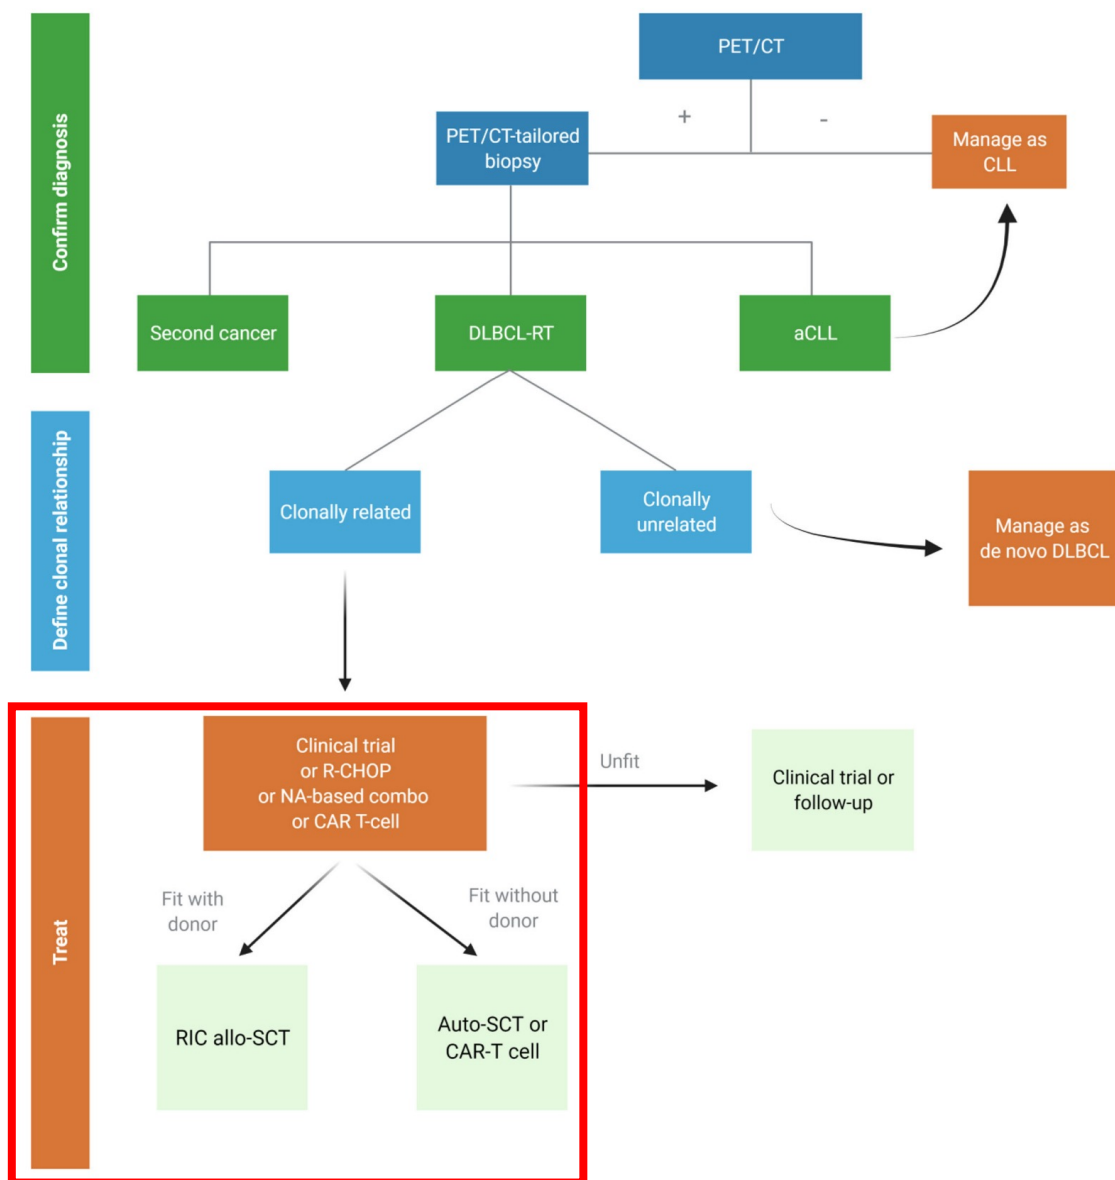 PET/CT
+
-
PET/CT-tailored
biopsy
Manage as
CLL
Confirm diagnosis
Second cancer
DLBCL-RT
aCLL
Define clonal relationship
Clonally related
Clonally
unrelated
Manage as
de novo DLBCL
Treat
Clinical trial
or R-CHOP
or NA-based combo
or CAR T-cell
Unfit
Clinical trial or
follow-up
Fit with
donor
Fit without
donor
RIC allo-SCT
Auto-SCT or
CAR-T cell